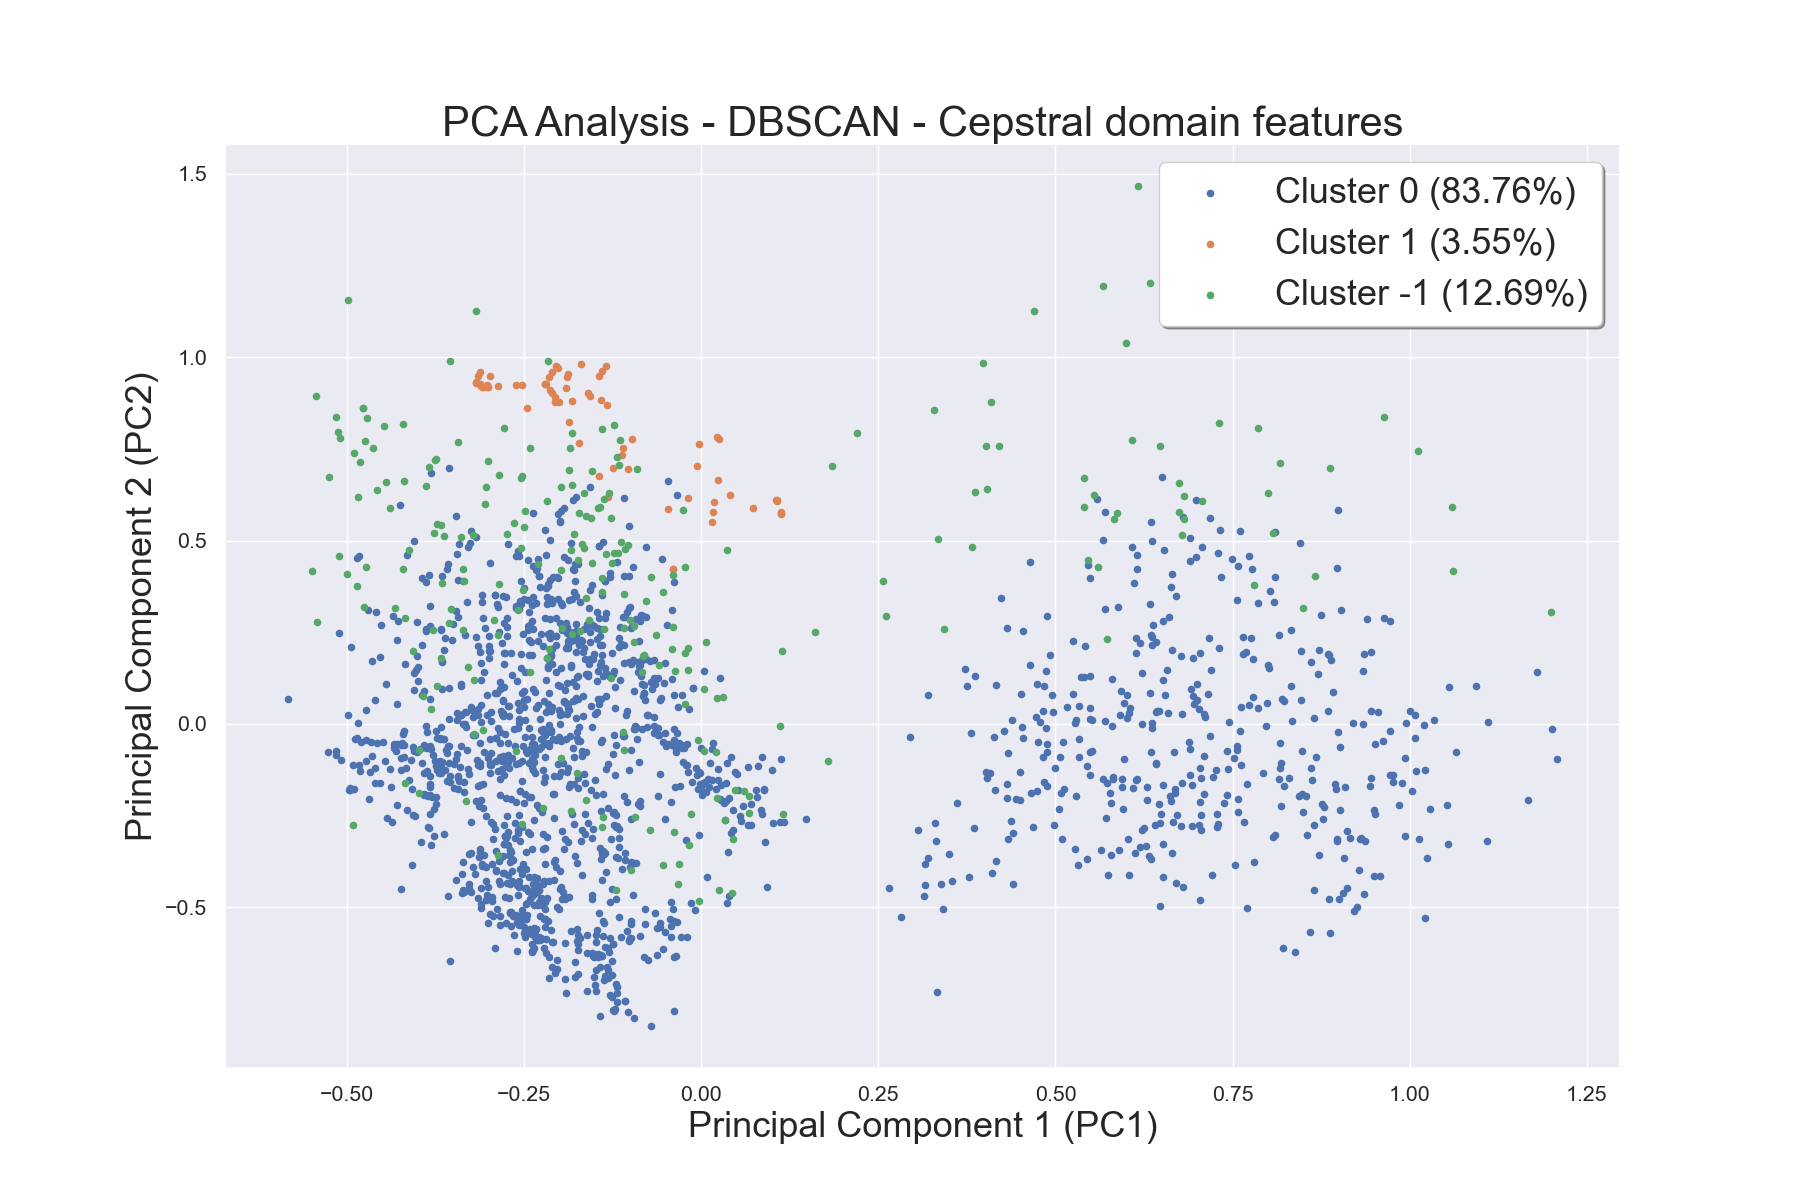 PCA Analysis - DBSCAN - Cepstral domain features
Cluster 0 (83.76%)
Cluster 1 (3.55%)
Cluster -1 (12.69%)
Principal Component 2 (PC2)
1.5
1.0
0.5
0.0
−0.5
−0.50 −0.25 0.00 0.25 0.50 0.75 1.00 1.25
Principal Component 1 (PC1)